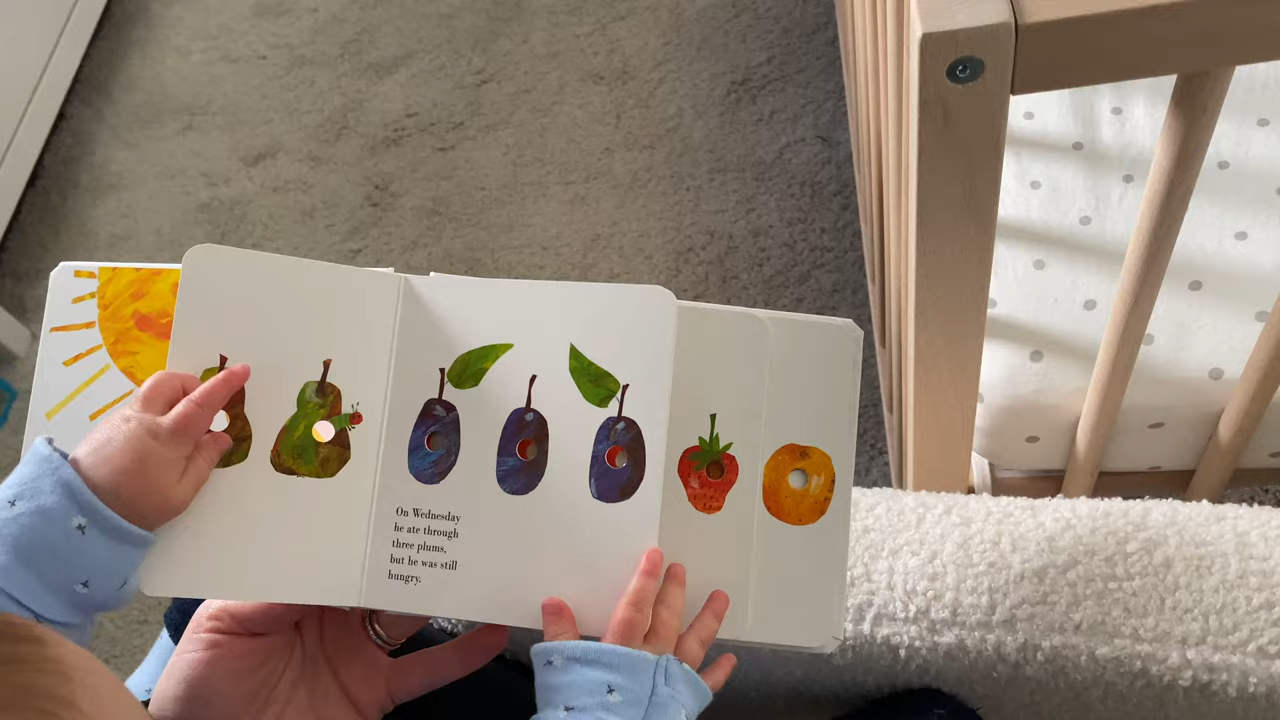 On Wednesday
he ate through
three plums,
but he was still
hungry.